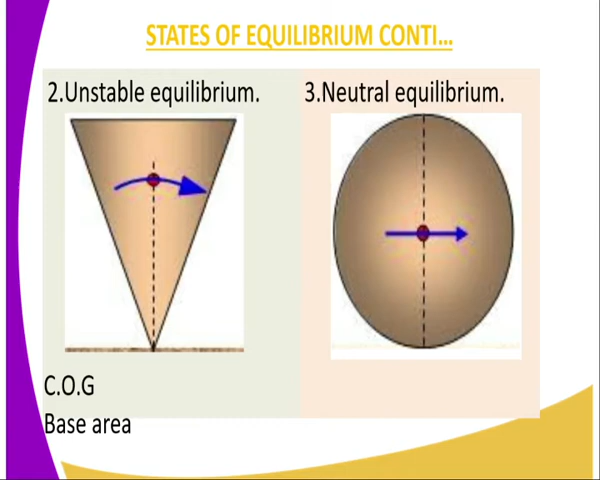 STATES OF EQUILIBRIUM CONTI...
2.Unstable equilibrium.
3.Neutral equilibrium.
C.O.G
Base area